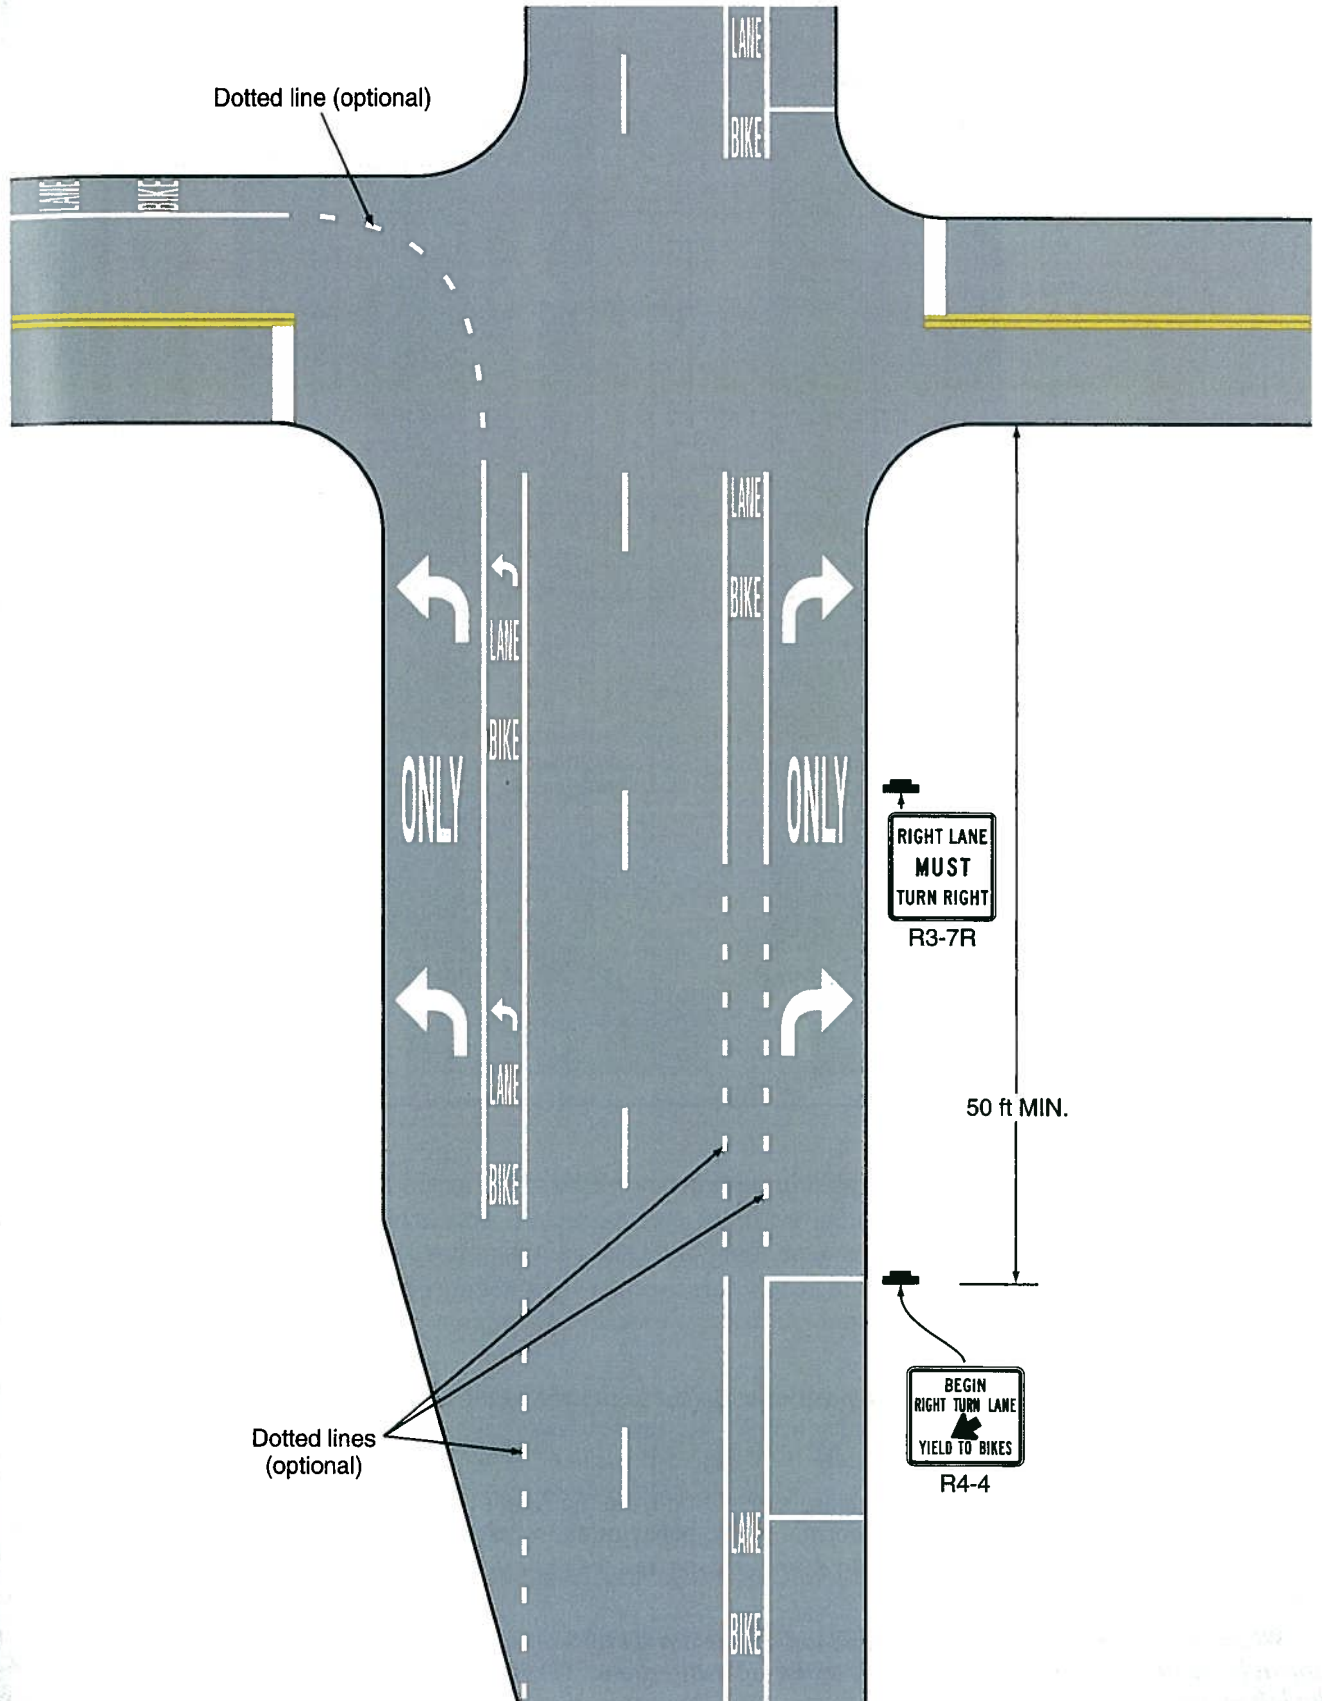 LANE
BIKE
Dotted line (optional)
LANE BIKE
LANE
BIKE
LANE
BIKE
ONLY
ONLY
RIGHT LANE
MUST
TURN RIGHT
R3-7R
LANE
BIKE
50 ft MIN.
BEGIN
RIGHT TURN LANE
YIELD TO BIKES
R4-4
Dotted lines
(optional)
LANE
BIKE